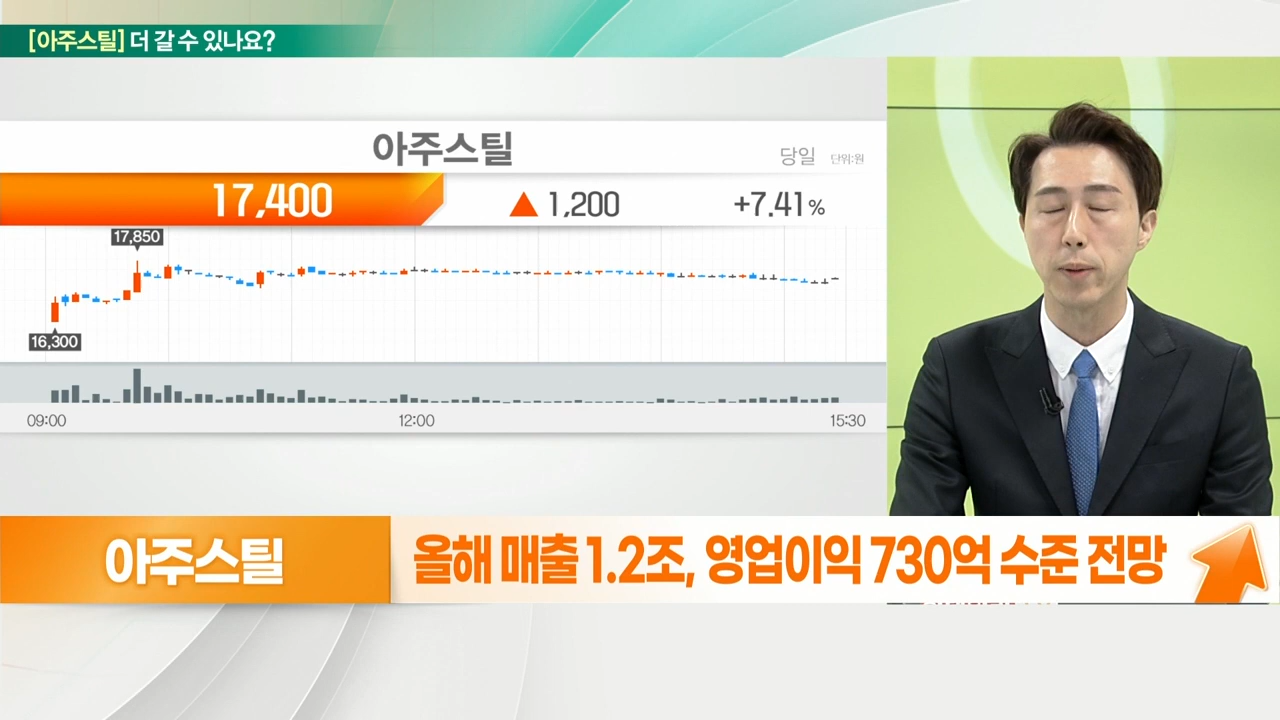 [아주스틸] 더 갈 수 있나요?
아주스틸
당일 단위:원
17,400 ▲ 1,200 +7.41%
17,850
16,300
09:00 12:00 15:30
아주스틸 올해 매출 1.2조, 영업이익 730억 수준 전망